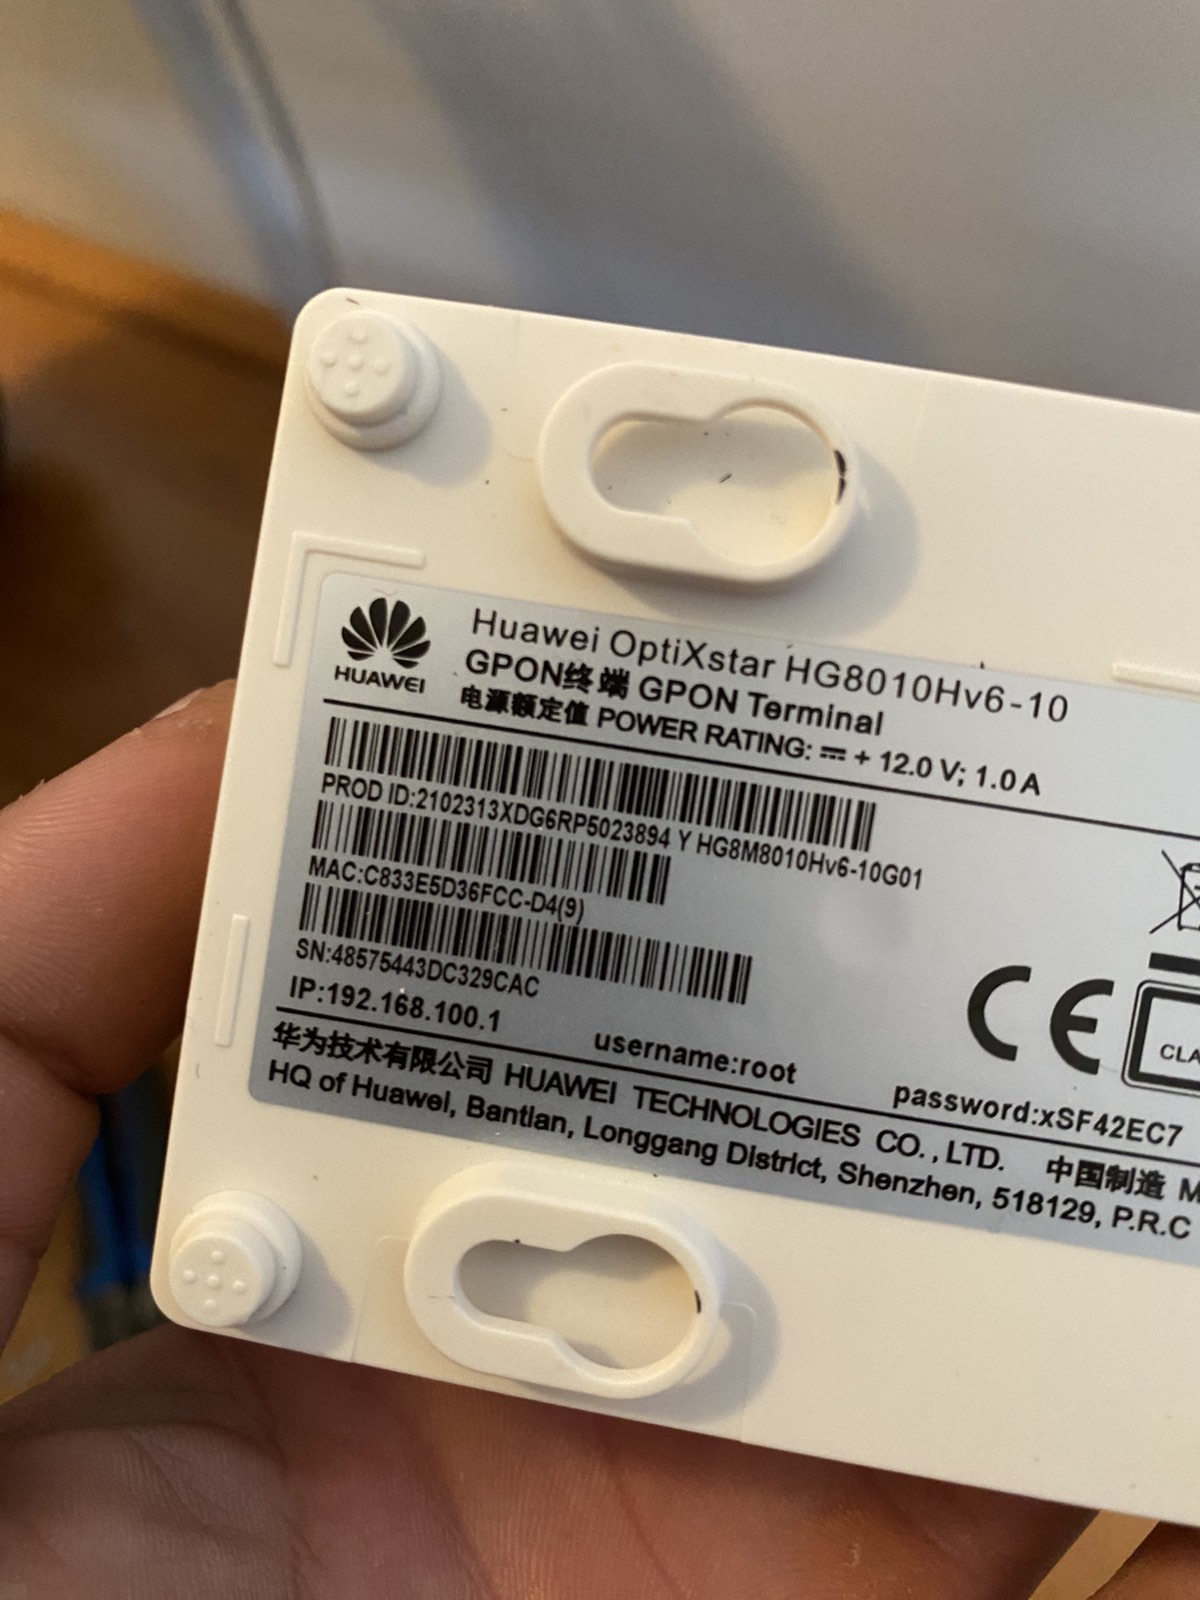 HUAWEI
Huawei OptiXstar HG8010Hv6-10
GPON终端 GPON Terminal
电源额定值 POWER RATING: ⎓ + 12.0 V; 1.0 A
PROD ID:2102313XDG6RP5023894 Y HG8M8010Hv6-10G01
MAC:C833E5D36FCC-D4(9)
SN:48575443DC329CAC
IP:192.168.100.1 username:root password:xSF42EC7
CE
华为技术有限公司 HUAWEI TECHNOLOGIES CO., LTD. 中国制造
HQ of Huawei, Bantian, Longgang District, Shenzhen, 518129, P.R.C